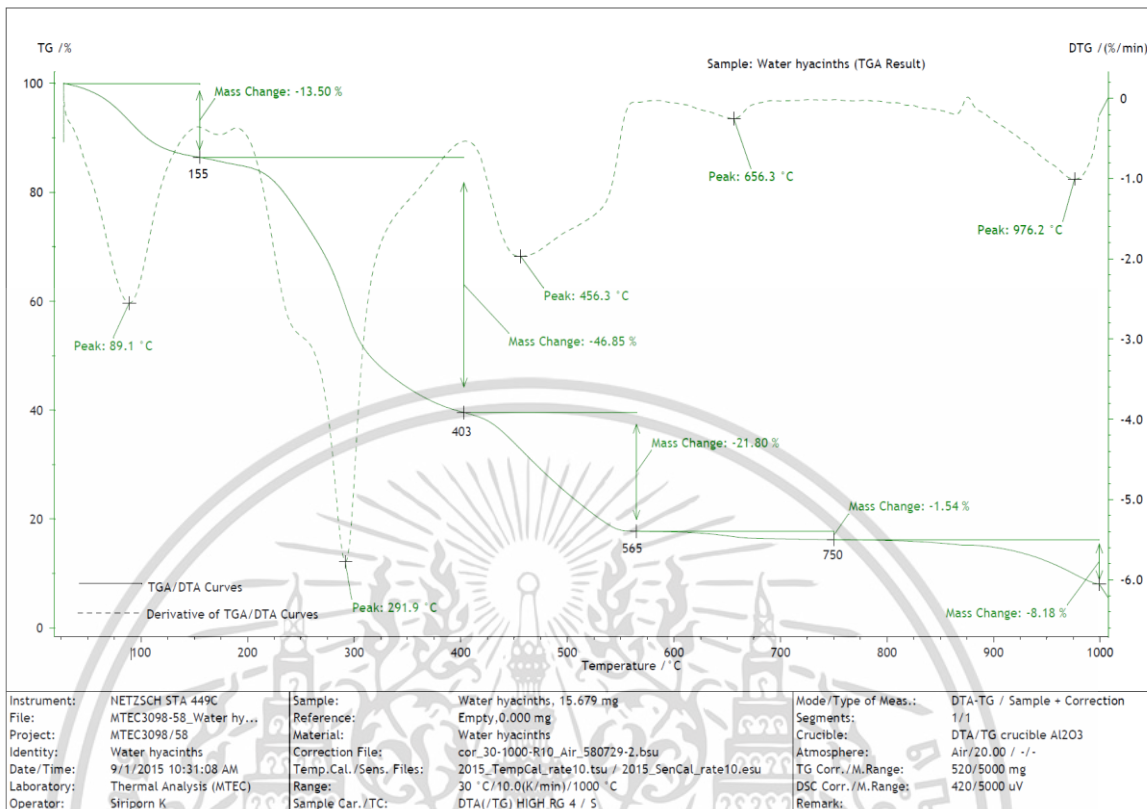 TG /%
DTG /(%/min)
Sample: Water hyacinths (TGA Result)
100
80
60
40
20
0
0
-1.0
-2.0
-3.0
-4.0
-5.0
-6.0
Mass Change: -13.50 %
155
Peak: 656.3 °C
Peak: 976.2 °C
Peak: 456.3 °C
Peak: 89.1 °C
Mass Change: -46.85 %
403
Mass Change: -21.80 %
Mass Change: -1.54 %
565
750
TGA/DTA Curves
Derivative of TGA/DTA Curves
Peak: 291.9 °C
Mass Change: -8.18 %
100 200 300 400 500 600 700 800 900 1000
Temperature / °C
Instrument: NETZSCH STA 449C Sample: Water hyacinths, 15.679 mg Mode/Type of Meas.: DTA-TG / Sample + Correction
File: MTEC3098-58_Water hy... Reference: Empty,0.000 mg Segments: 1/1
Project: MTEC3098/58 Material: Water hyacinths Crucible: DTA/TG crucible Al2O3
Identity: Water hyacinths Correction File: cor_30-1000-R10_Air_580729-2.bsu Atmosphere: Air/20.00 / -/-
Date/Time: 9/1/2015 10:31:08 AM Temp.Cal./Sens. Files: 2015_TempCal_rate10.tsu / 2015_SenCal_rate10.esu TG Corr./M.Range: 520/5000 mg
Laboratory: Thermal Analysis (MTEC) Range: 30 °C/10.0(K/min)/1000 °C DSC Corr./M.Range: 420/5000 uV
Operator: Siriporn K Sample Car./TC: DTA(/TG) HIGH RG 4 / S Remark: